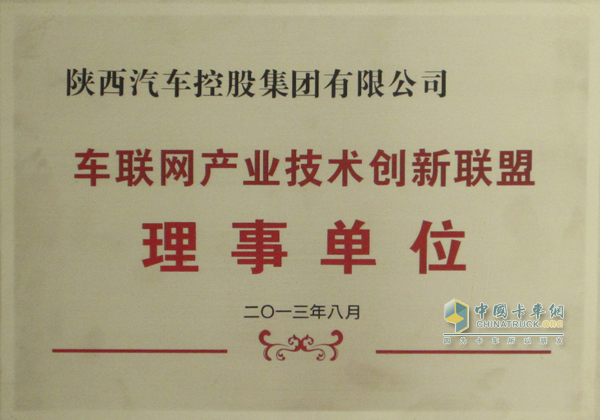 陕西汽车控股集团有限公司
车联网产业技术创新联盟
理事单位
二〇一三年八月
中国卡车网
CHINATRUCK.ORG